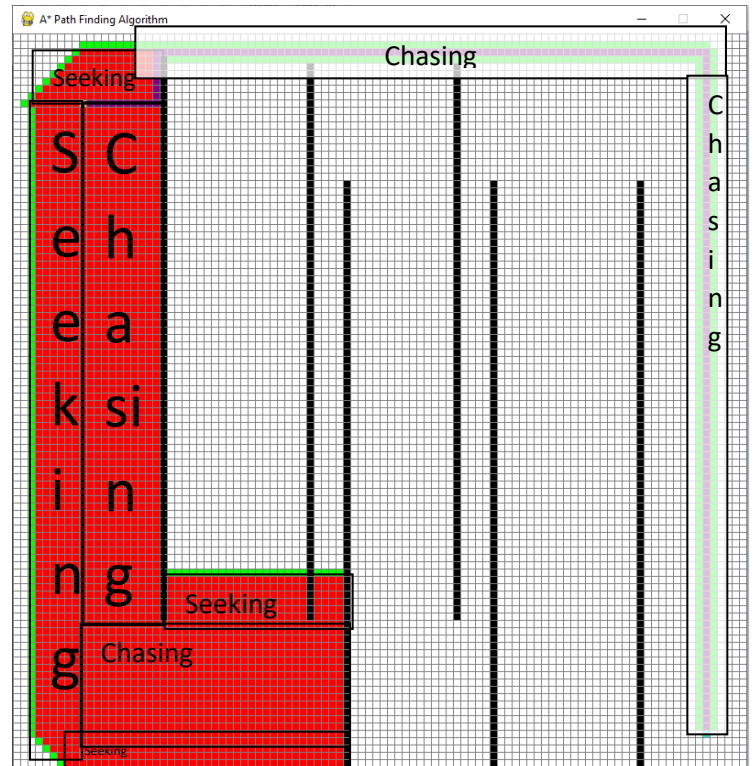 A* Path Finding Algorithm
Chasing
Seeking
Seeking
Chasing
Chasing
Seeking
Chasing
Seeking